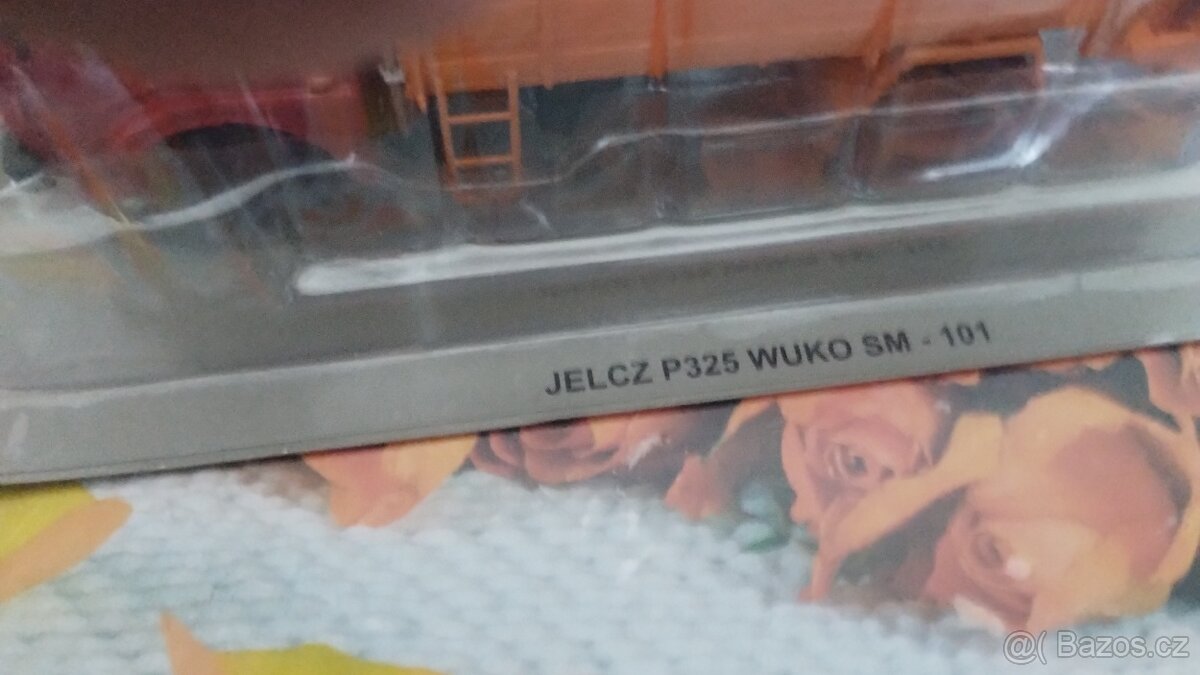 JELCZ P325 WUKO SM - 101
@( Bazos.cz